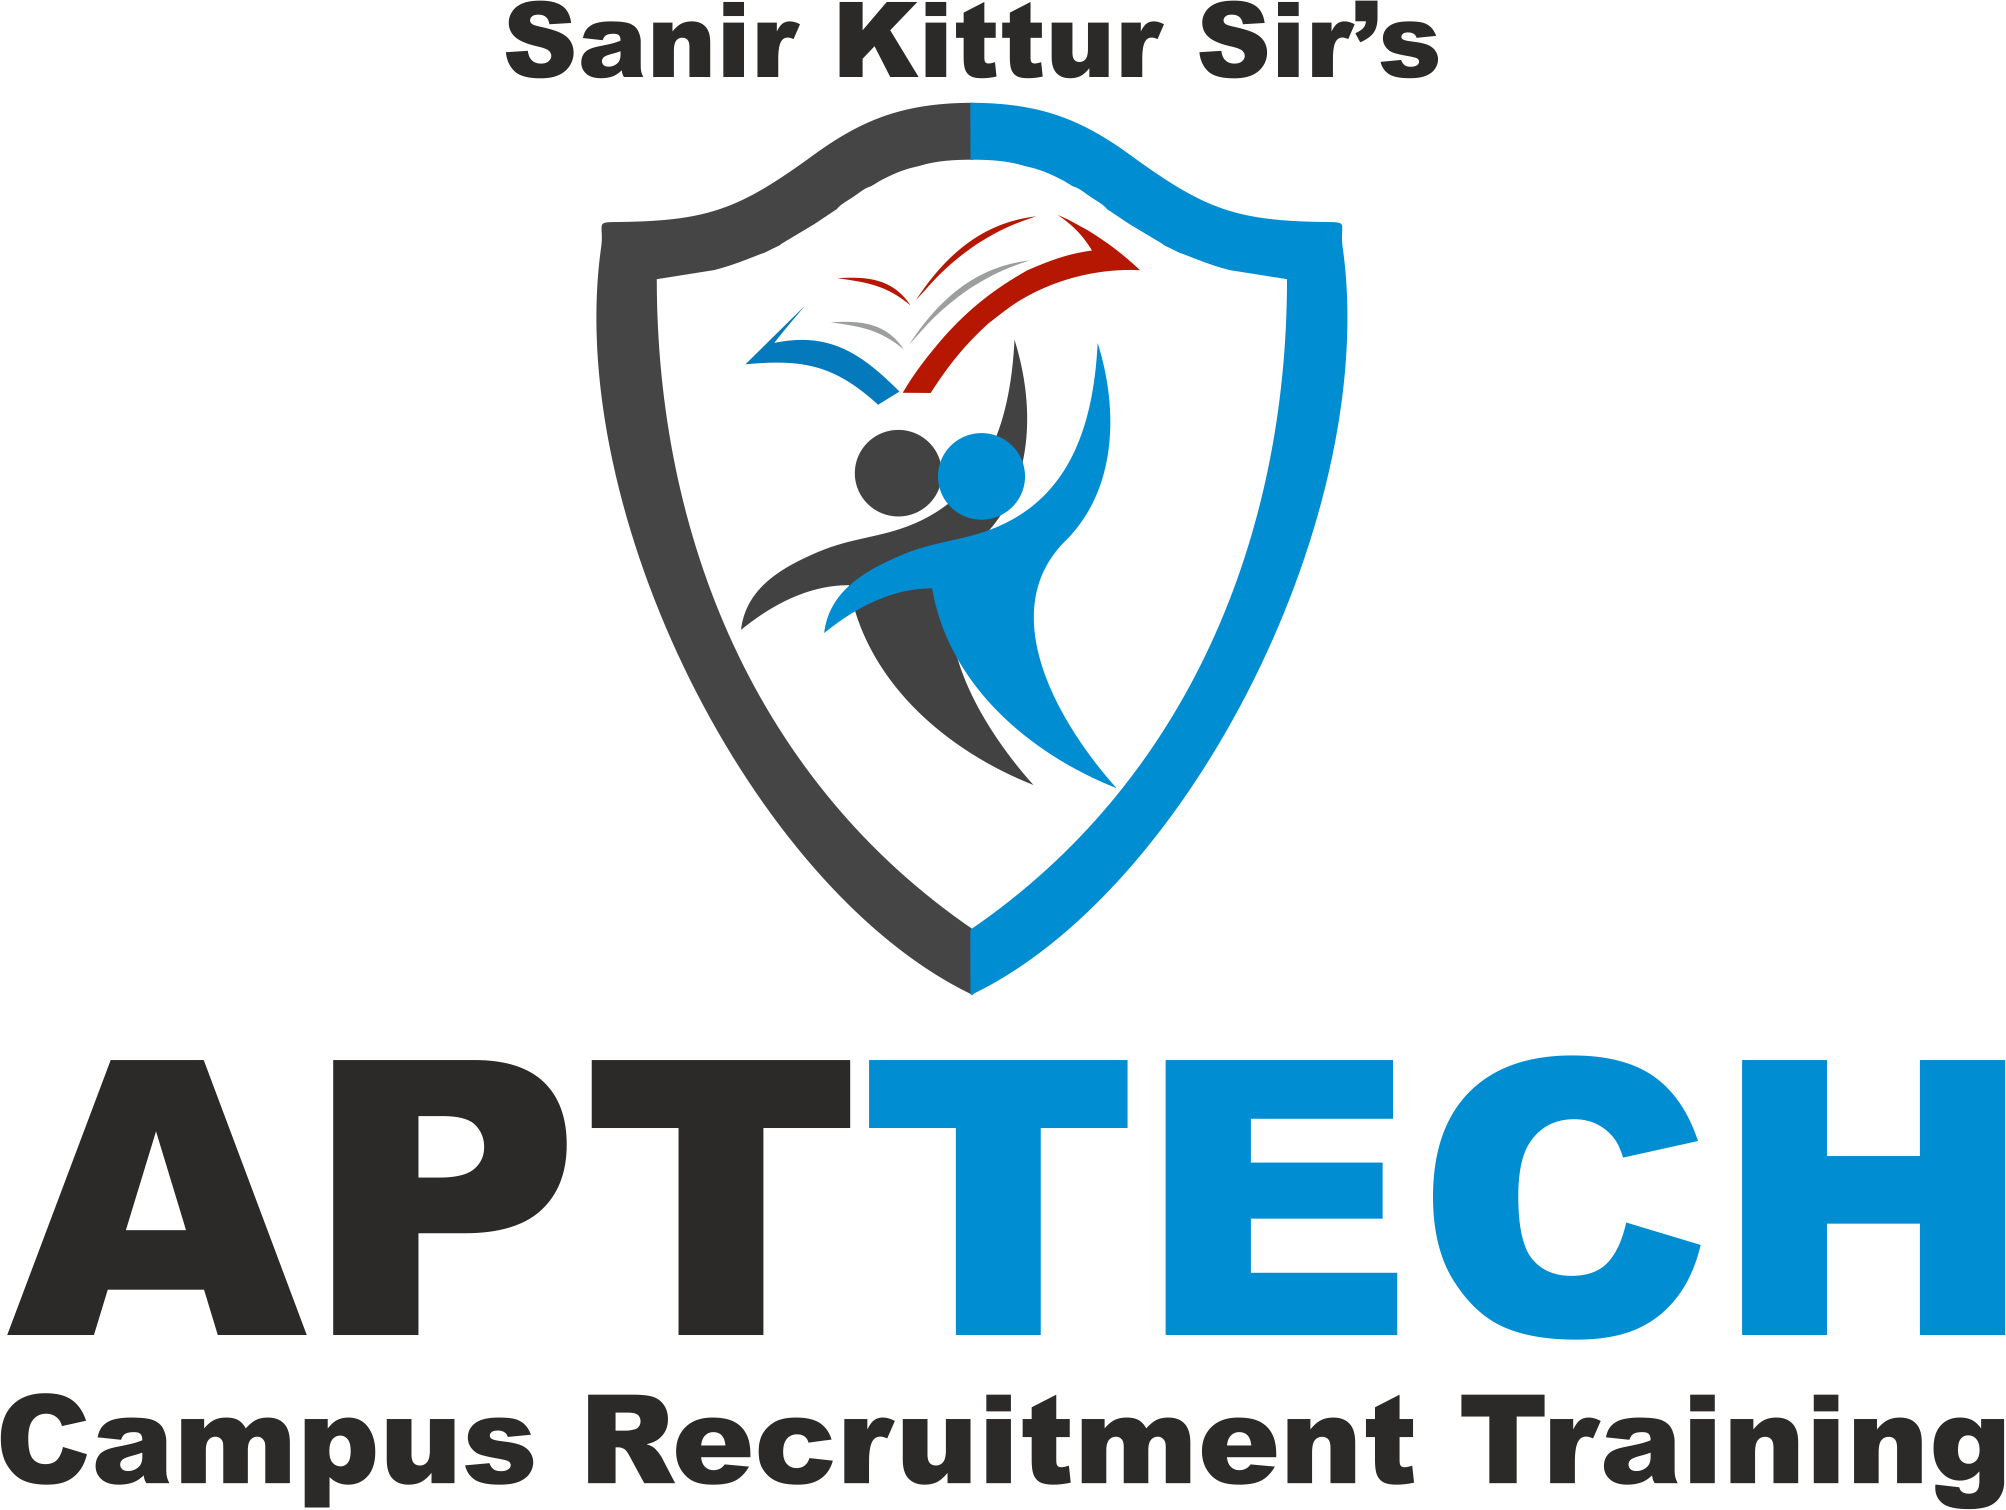 Sanir Kittur Sir’s
APTTECH
Campus Recruitment Training